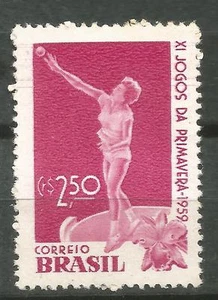 XI JOGOS DA PRIMAVERA-1959
CR$2,50
CORREIO
BRASIL